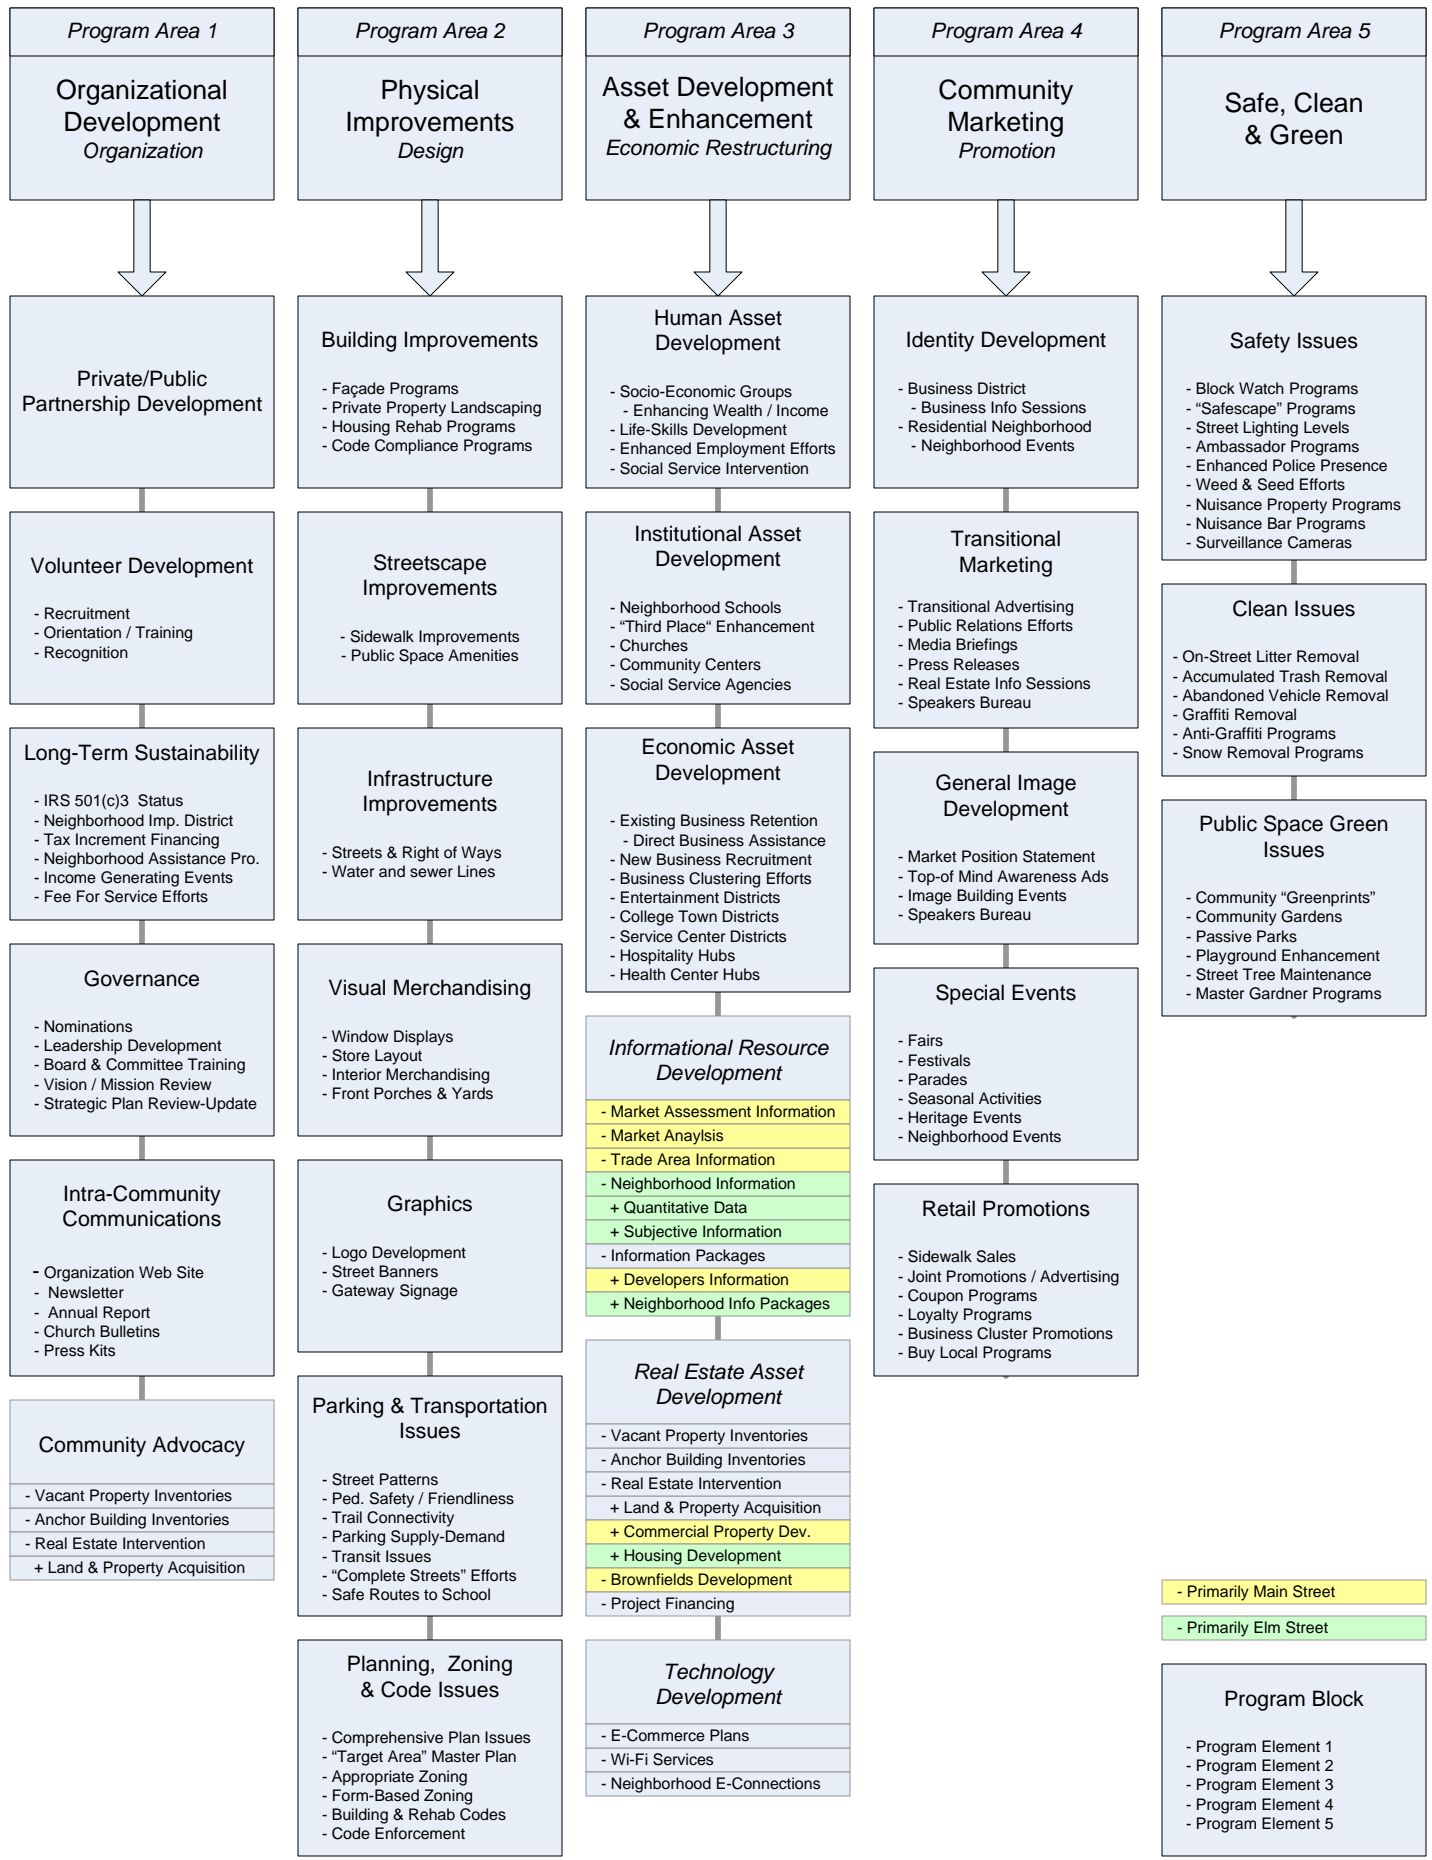 Program Area 1
Organizational
Development
Organization
Private/Public
Partnership Development
Volunteer Development
- Recruitment
- Orientation / Training
- Recognition
Long-Term Sustainability
- IRS 501(c)3 Status
- Neighborhood Imp. District
- Tax Increment Financing
- Neighborhood Assistance Pro.
- Income Generating Events
- Fee For Service Efforts
Governance
- Nominations
- Leadership Development
- Board & Committee Training
- Vision / Mission Review
- Strategic Plan Review-Update
Intra-Community
Communications
- Organization Web Site
- Newsletter
- Annual Report
- Church Bulletins
- Press Kits
Community Advocacy
- Vacant Property Inventories
- Anchor Building Inventories
- Real Estate Intervention
+ Land & Property Acquisition
Program Area 2
Physical
Improvements
Design
Building Improvements
- Façade Programs
- Private Property Landscaping
- Housing Rehab Programs
- Code Compliance Programs
Streetscape
Improvements
- Sidewalk Improvements
- Public Space Amenities
Infrastructure
Improvements
- Streets & Right of Ways
- Water and sewer Lines
Visual Merchandising
- Window Displays
- Store Layout
- Interior Merchandising
- Front Porches & Yards
Graphics
- Logo Development
- Street Banners
- Gateway Signage
Parking & Transportation
Issues
- Street Patterns
- Ped. Safety / Friendliness
- Trail Connectivity
- Parking Supply-Demand
- Transit Issues
- “Complete Streets” Efforts
- Safe Routes to School
Planning, Zoning
& Code Issues
- Comprehensive Plan Issues
- “Target Area” Master Plan
- Appropriate Zoning
- Form-Based Zoning
- Building & Rehab Codes
- Code Enforcement
Program Area 3
Asset Development
& Enhancement
Economic Restructuring
Human Asset
Development
- Socio-Economic Groups
- Enhancing Wealth / Income
- Life-Skills Development
- Enhanced Employment Efforts
- Social Service Intervention
Institutional Asset
Development
- Neighborhood Schools
- “Third Place“ Enhancement
- Churches
- Community Centers
- Social Service Agencies
Economic Asset
Development
- Existing Business Retention
- Direct Business Assistance
- New Business Recruitment
- Business Clustering Efforts
- Entertainment Districts
- College Town Districts
- Service Center Districts
- Hospitality Hubs
- Health Center Hubs
Informational Resource
Development
- Market Assessment Information
- Market Anaylsis
- Trade Area Information
- Neighborhood Information
+ Quantitative Data
+ Subjective Information
- Information Packages
+ Developers Information
+ Neighborhood Info Packages
Real Estate Asset
Development
- Vacant Property Inventories
- Anchor Building Inventories
- Real Estate Intervention
+ Land & Property Acquisition
+ Commercial Property Dev.
+ Housing Development
- Brownfields Development
- Project Financing
Technology
Development
- E-Commerce Plans
- Wi-Fi Services
- Neighborhood E-Connections
Program Area 4
Community
Marketing
Promotion
Identity Development
- Business District
- Business Info Sessions
- Residential Neighborhood
- Neighborhood Events
Transitional
Marketing
- Transitional Advertising
- Public Relations Efforts
- Media Briefings
- Press Releases
- Real Estate Info Sessions
- Speakers Bureau
General Image
Development
- Market Position Statement
- Top-of Mind Awareness Ads
- Image Building Events
- Speakers Bureau
Special Events
- Fairs
- Festivals
- Parades
- Seasonal Activities
- Heritage Events
- Neighborhood Events
Retail Promotions
- Sidewalk Sales
- Joint Promotions / Advertising
- Coupon Programs
- Loyalty Programs
- Business Cluster Promotions
- Buy Local Programs
Program Area 5
Safe, Clean
& Green
Safety Issues
- Block Watch Programs
- “Safescape” Programs
- Street Lighting Levels
- Ambassador Programs
- Enhanced Police Presence
- Weed & Seed Efforts
- Nuisance Property Programs
- Nuisance Bar Programs
- Surveillance Cameras
Clean Issues
- On-Street Litter Removal
- Accumulated Trash Removal
- Abandoned Vehicle Removal
- Graffiti Removal
- Anti-Graffiti Programs
- Snow Removal Programs
Public Space Green
Issues
- Community “Greenprints”
- Community Gardens
- Passive Parks
- Playground Enhancement
- Street Tree Maintenance
- Master Gardner Programs
- Primarily Main Street
- Primarily Elm Street
Program Block
- Program Element 1
- Program Element 2
- Program Element 3
- Program Element 4
- Program Element 5